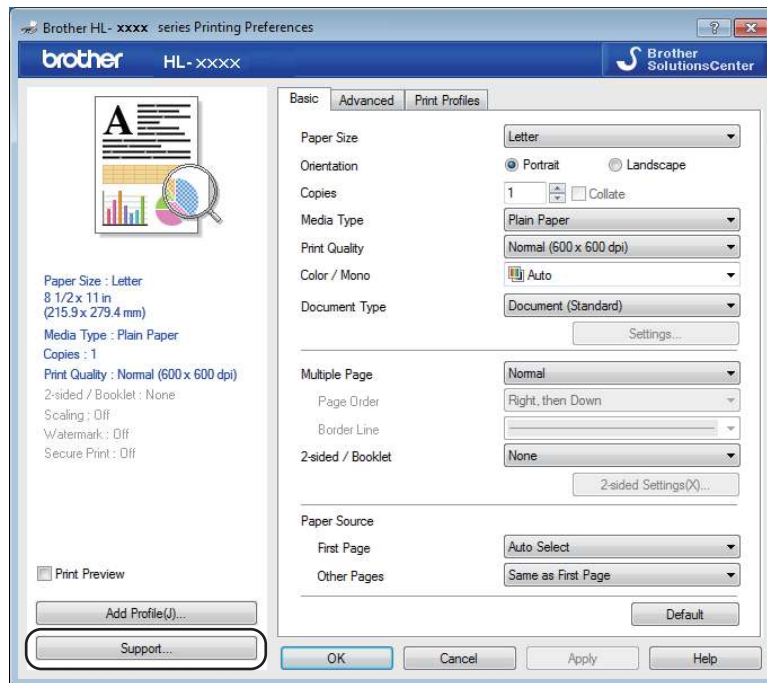 Brother HL- xxxx series Printing Preferences
?
brother HL-xxxx
Brother
SolutionsCenter
A
Paper Size : Letter
8 1/2 x 11 in
(215.9 x 279.4 mm)
Media Type : Plain Paper
Copies : 1
Print Quality : Normal (600 x 600 dpi)
2-sided / Booklet : None
Scaling : Off
Watermark : Off
Secure Print : Off
Print Preview
Add Profile(J)...
Support...
Basic Advanced Print Profiles
Paper Size Letter
Orientation Portrait Landscape
Copies 1 Collate
Media Type Plain Paper
Print Quality Normal (600 x 600 dpi)
Color / Mono Auto
Document Type Document (Standard)
Settings...
Multiple Page Normal
Page Order Right, then Down
Border Line
2-sided / Booklet None
2-sided Settings(X)...
Paper Source
First Page Auto Select
Other Pages Same as First Page
Default
OK Cancel Apply Help